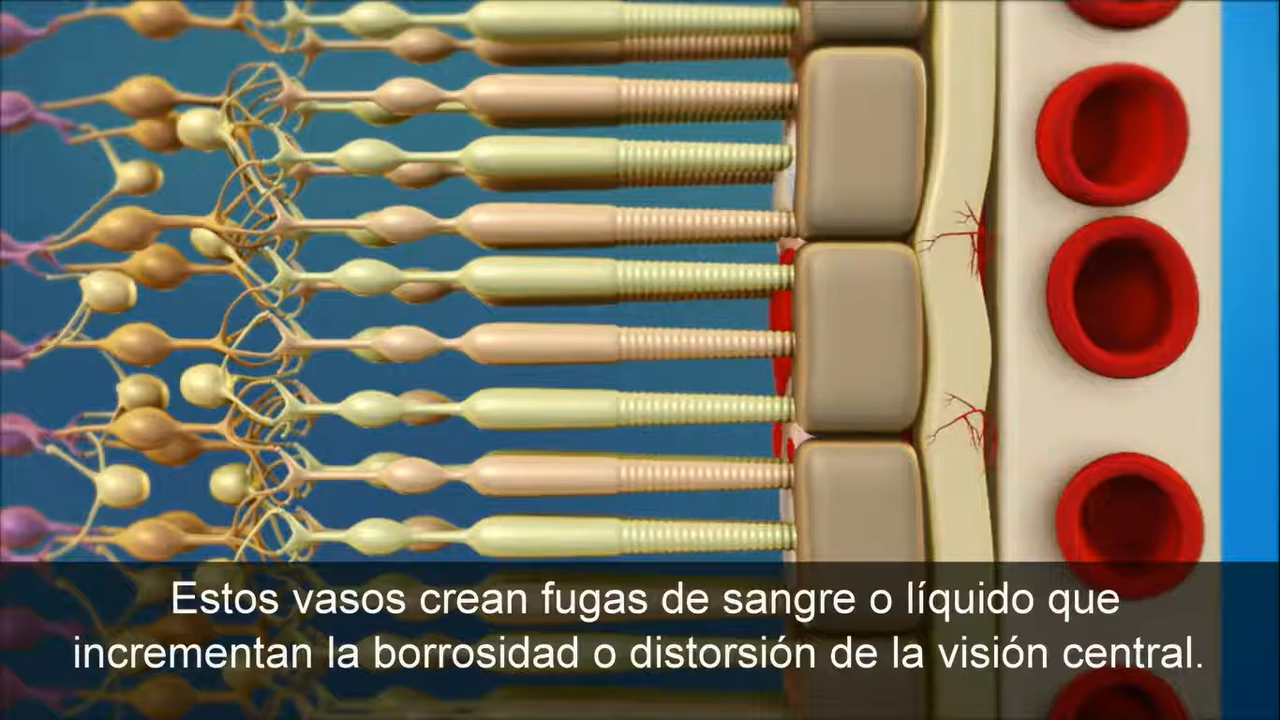 Estos vasos crean fugas de sangre o líquido que
incrementan la borrosidad o distorsión de la visión central.